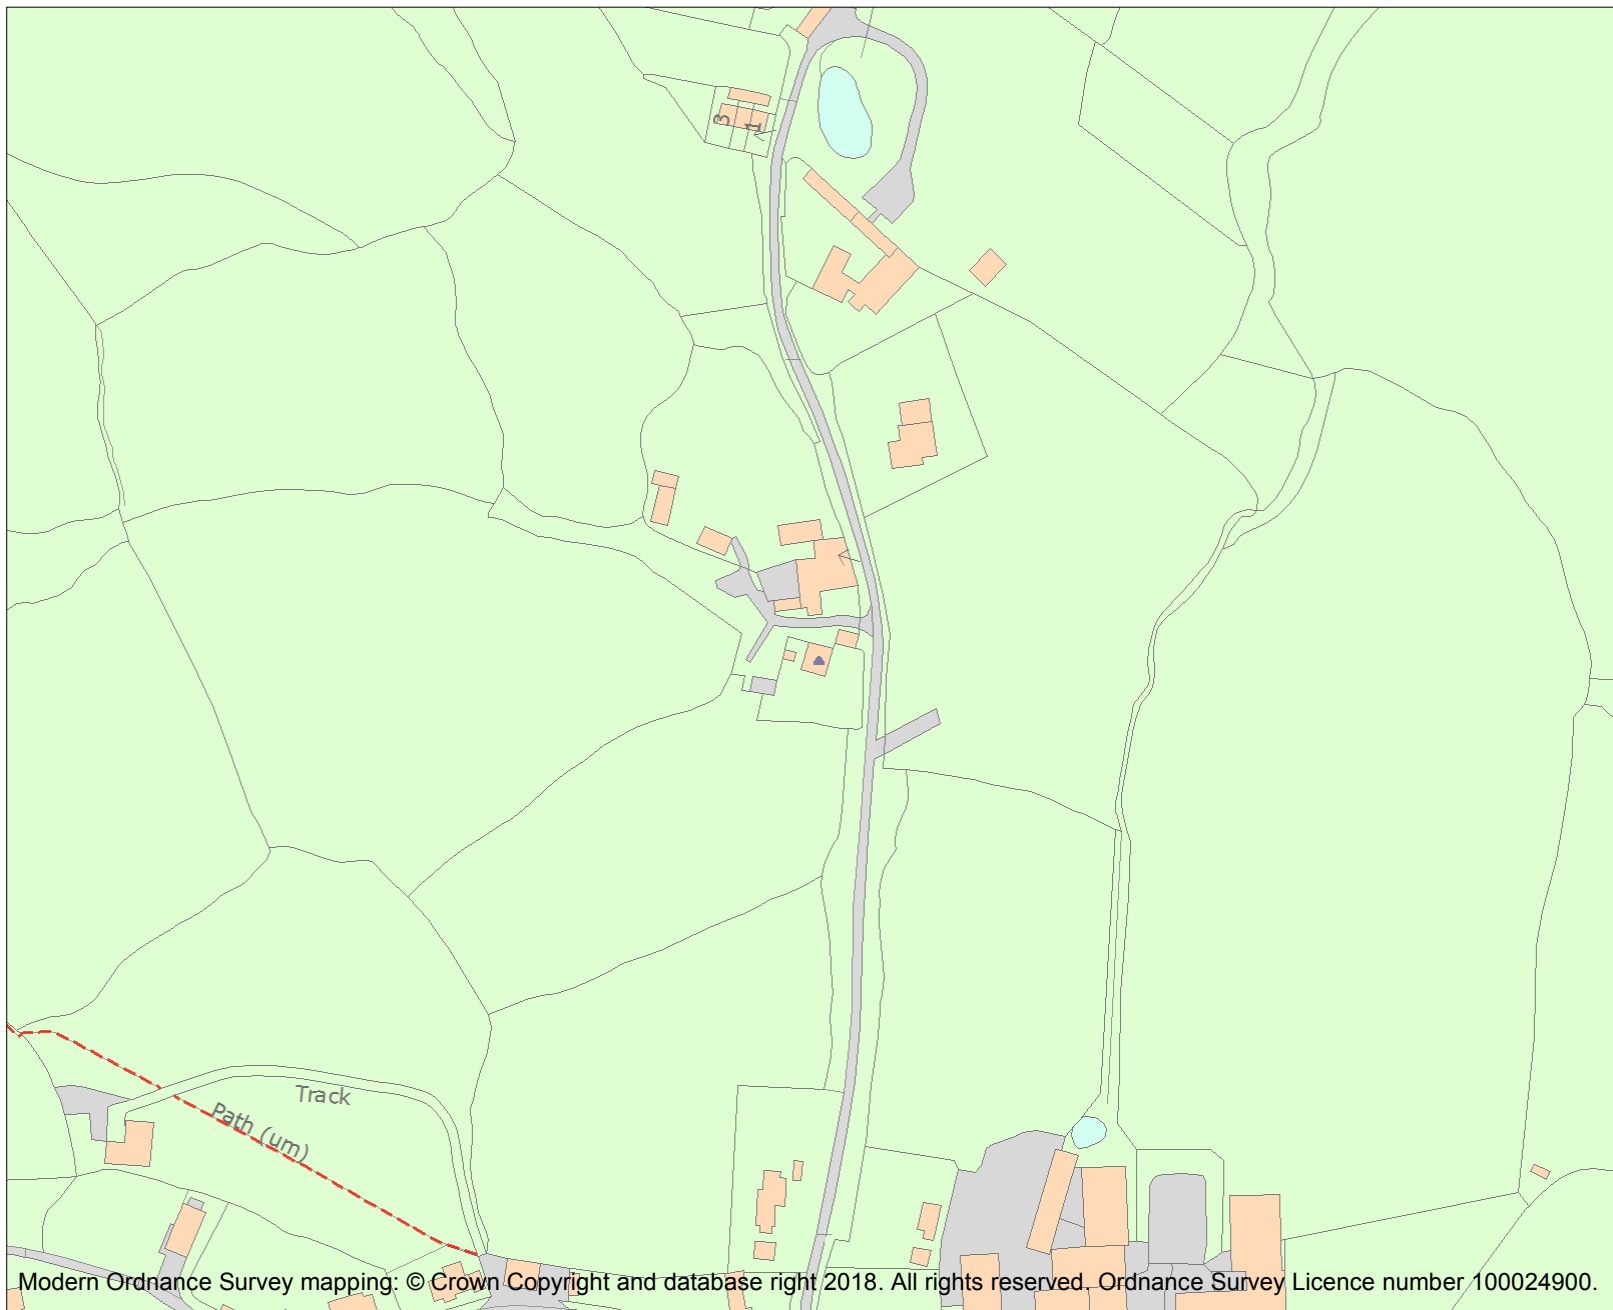 3 1
Track
Path (um)
Modern Ordnance Survey mapping: © Crown Copyright and database right 2018. All rights reserved. Ordnance Survey Licence number 100024900.